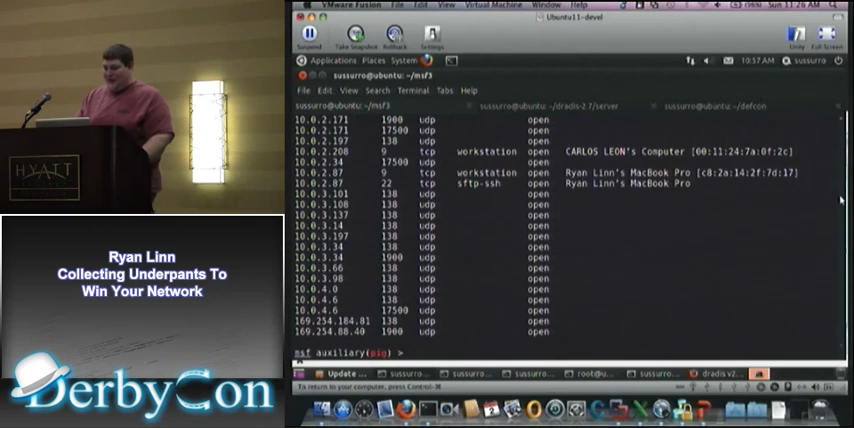 VMware Fusion File Edit View Virtual Machine Window Help
Sun 11:26 AM
Ubuntu11-devel
Suspend Take Snapshot Rollback Settings Unity Full Screen
Applications Places System
10:57 AM sussurro
sussurro@ubuntu: ~/msf3
File Edit View Search Terminal Tabs Help
sussurro@ubuntu: ~/msf3 sussurro@ubuntu: ~/dradis-2.7/server sussurro@ubuntu: ~/defcon
10.0.2.171 1900 udp open
10.0.2.171 17500 udp open
10.0.2.197 138 udp open
10.0.2.208 9 tcp workstation open CARLOS LEON's Computer [00:11:24:7a:0f:2c]
10.0.2.34 17500 udp open
10.0.2.87 9 tcp workstation open Ryan Linn's MacBook Pro [c8:2a:14:2f:7d:17]
10.0.2.87 22 tcp sftp-ssh open Ryan Linn's MacBook Pro
10.0.3.101 138 udp open
10.0.3.108 138 udp open
10.0.3.137 138 udp open
10.0.3.14 138 udp open
10.0.3.197 138 udp open
10.0.3.34 138 udp open
10.0.3.34 1900 udp open
10.0.3.66 138 udp open
10.0.3.98 138 udp open
10.0.4.0 138 udp open
10.0.4.6 138 udp open
10.0.4.6 17500 udp open
169.254.184.81 138 udp open
169.254.88.40 1900 udp open
msf auxiliary(pig) >
Update ... sussurro... sussurro... sussurro... root@u... sussurro... dradis v2...
To return to your computer, press Control-⌘
HYATT
Ryan Linn
Collecting Underpants To
Win Your Network
DerbyCon